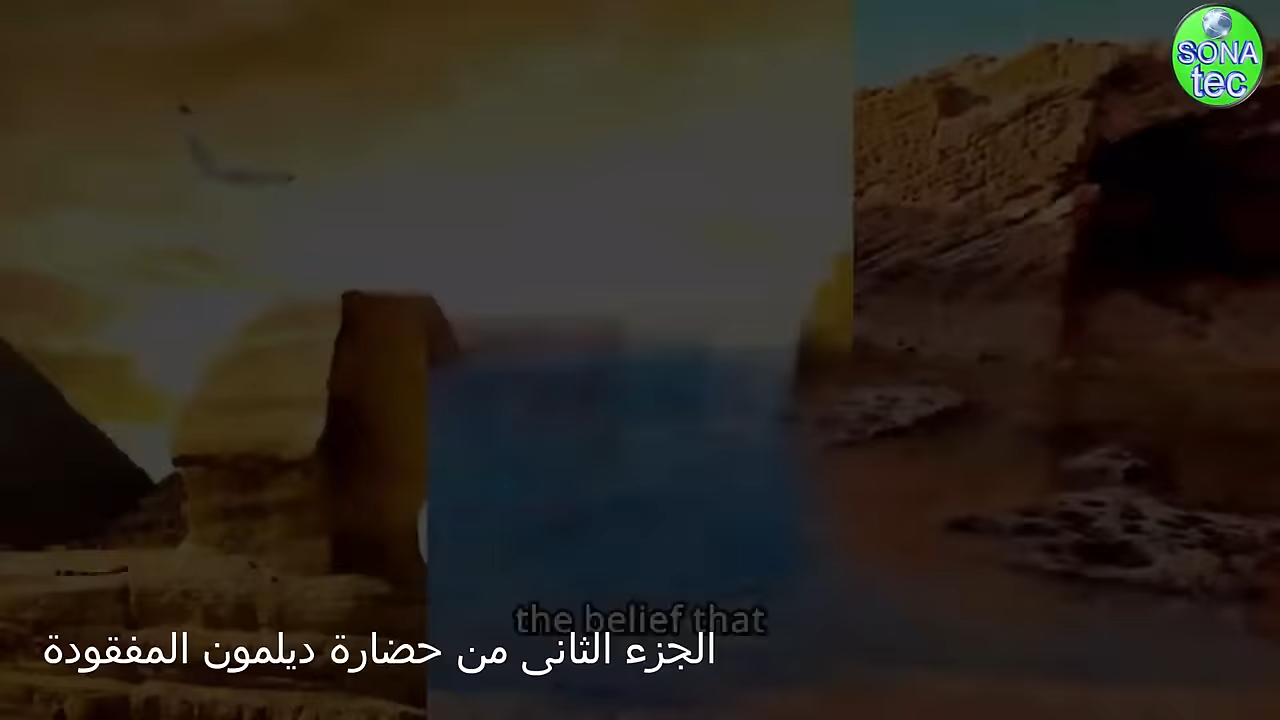 SONA
tec
the belief that
الجزء الثانى من حضارة ديلمون المفقودة